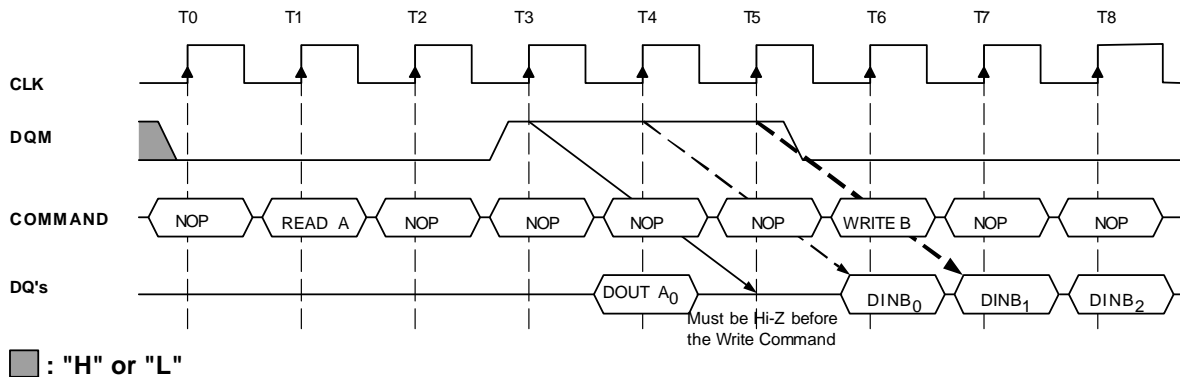 T0 T1 T2 T3 T4 T5 T6 T7 T8
CLK
DQM
COMMAND NOP READ A NOP NOP NOP NOP WRITE B NOP NOP
DQ's DOUT A0 DINB0 DINB1 DINB2
Must be Hi-Z before
the Write Command
: "H" or "L"